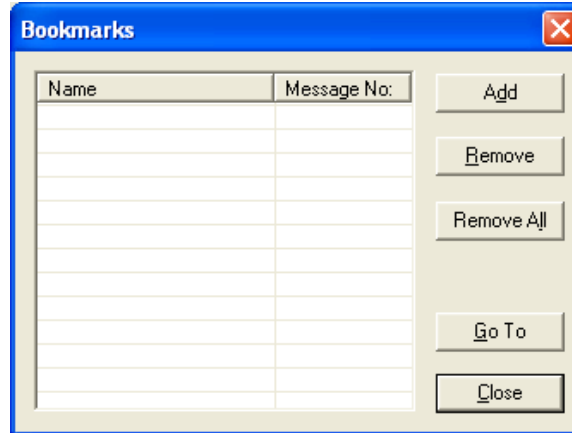 Bookmarks
Name Message No:
Add
Remove
Remove All
Go To
Close